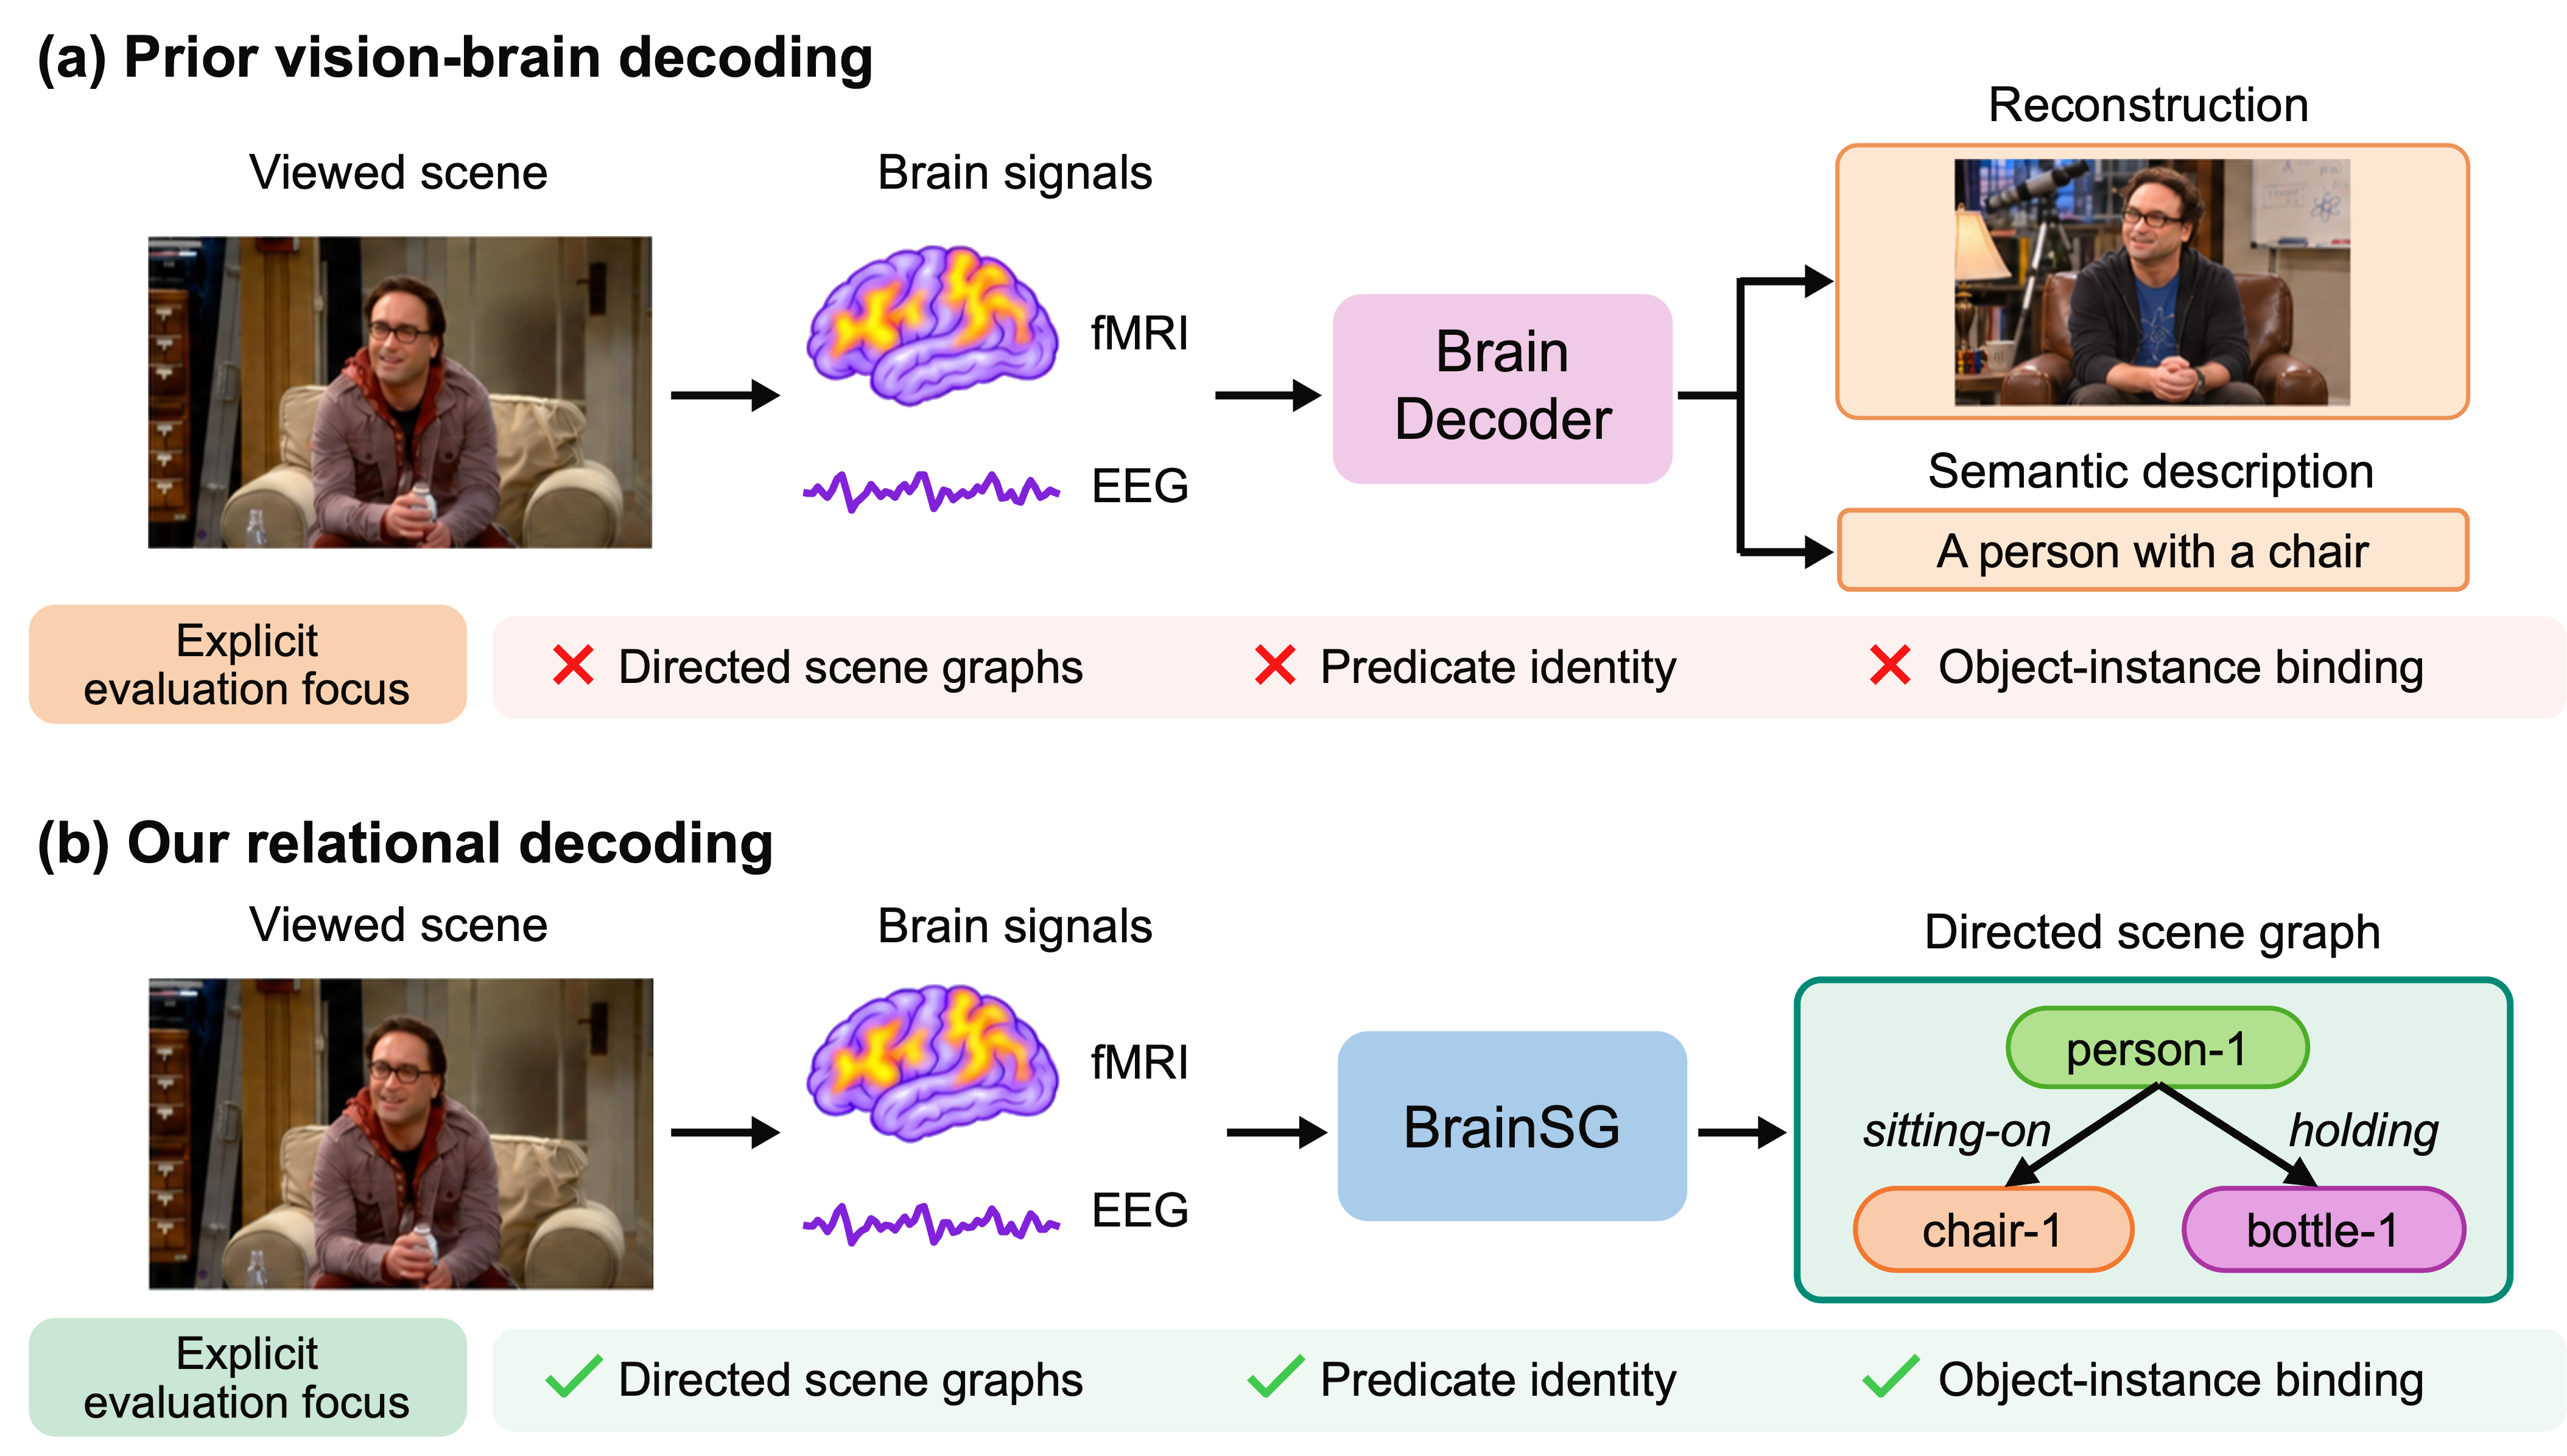 (a) Prior vision-brain decoding
Viewed scene
Brain signals
fMRI
EEG
Brain
Decoder
Reconstruction
Semantic description
A person with a chair
Explicit
evaluation focus
Directed scene graphs
Predicate identity
Object-instance binding
(b) Our relational decoding
Viewed scene
Brain signals
fMRI
EEG
BrainSG
Directed scene graph
person-1
sitting-on
holding
chair-1
bottle-1
Explicit
evaluation focus
Directed scene graphs
Predicate identity
Object-instance binding